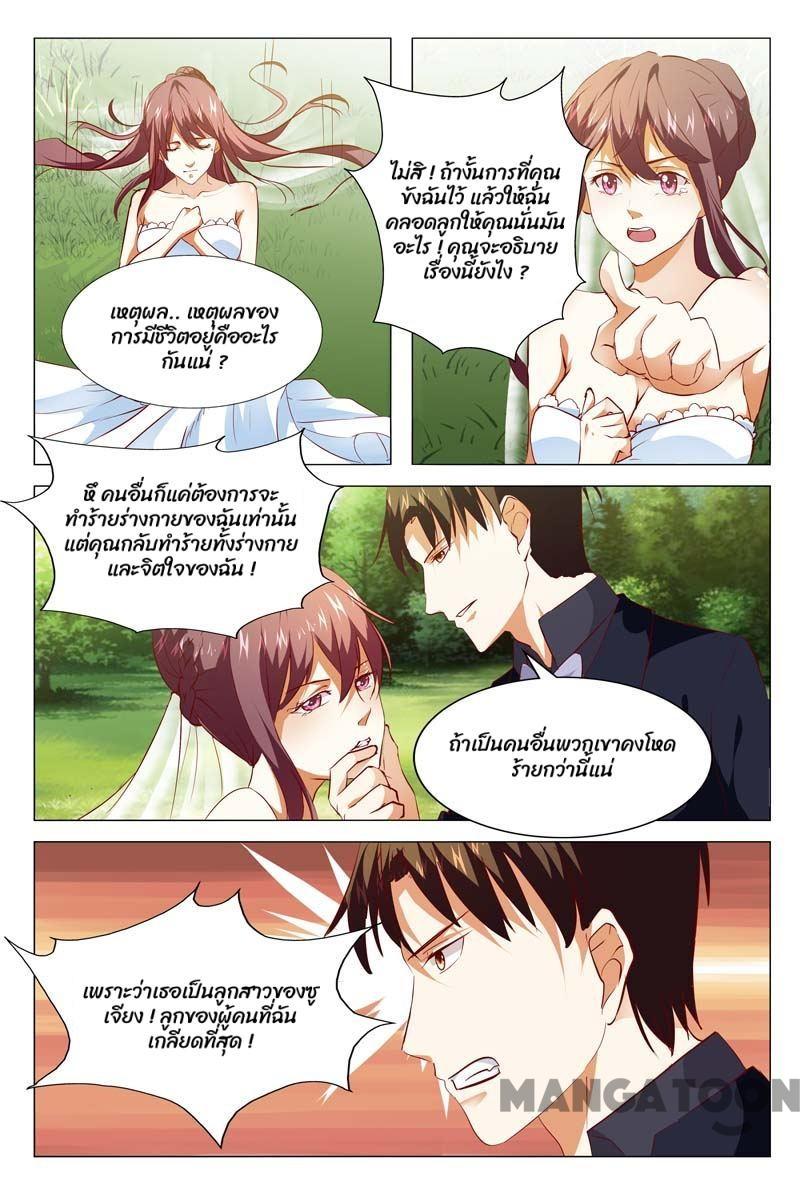 เหตุผล.. เหตุผลของ
การมีชีวิตอยู่คืออะไร
กันแน่ ?
ไม่สิ ! ถ้างั้นการที่คุณ
ขังฉันไว้ แล้วให้ฉัน
คลอดลูกให้คุณนั่นมัน
อะไร ! คุณจะอธิบาย
เรื่องนี้ยังไง ?
หึ คนอื่นก็แค่ต้องการจะ
ทำร้ายร่างกายของฉันเท่านั้น
แต่คุณกลับทำร้ายทั้งร่างกาย
และจิตใจของฉัน !
ถ้าเป็นคนอื่นพวกเขาคงโหด
ร้ายกว่านี้แน่
เพราะว่าเธอเป็นลูกสาวของซู
เจียง ! ลูกของผู้คนที่ฉัน
เกลียดที่สุด !
MANGATOON